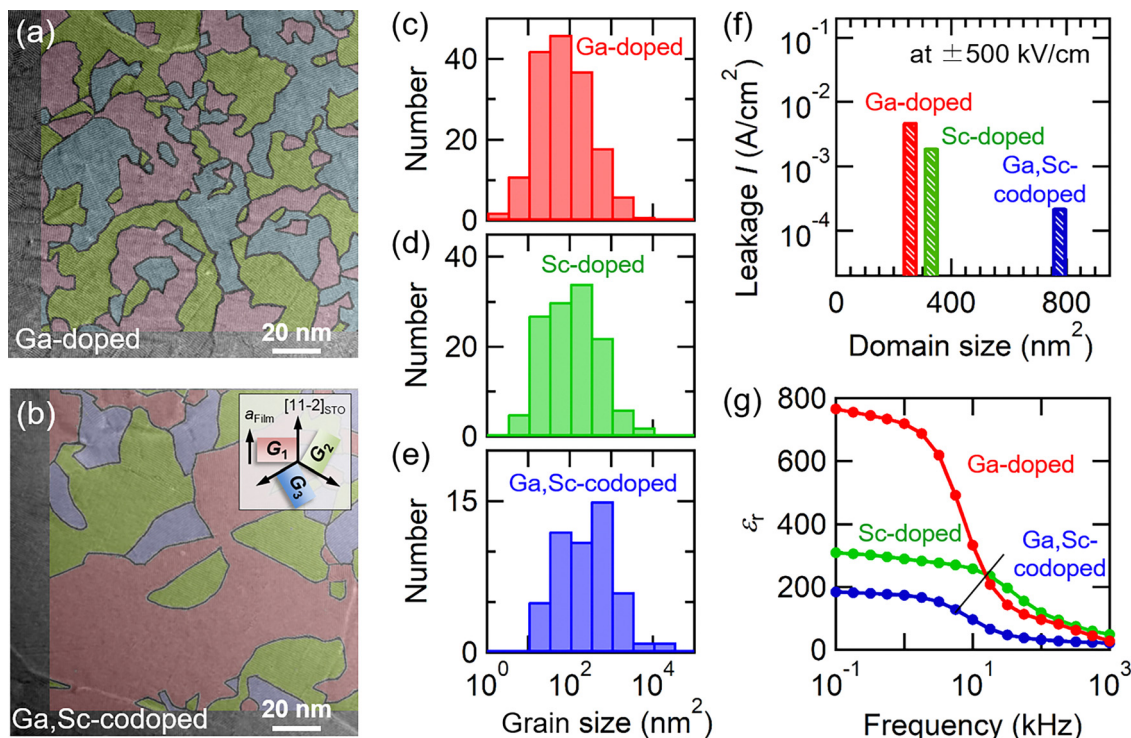 (a)
Ga-doped
20 nm
(b)
aFilm
[11-2]STO
G1
G2
G3
Ga,Sc-codoped
20 nm
(c)
Ga-doped
Number
40
20
0
(d)
Sc-doped
Number
40
20
0
(e)
Ga,Sc-codoped
Number
15
0
10^0
10^2
10^4
Grain size (nm^2)
(f)
at ±500 kV/cm
Ga-doped
Sc-doped
Ga,Sc-
codoped
Leakage I (A/cm^2)
10^-1
10^-2
10^-3
10^-4
0
400
800
Domain size (nm^2)
(g)
Ga-doped
Sc-doped
Ga,Sc-
codoped
εr
800
600
400
200
0
10^-1
10^1
10^3
Frequency (kHz)